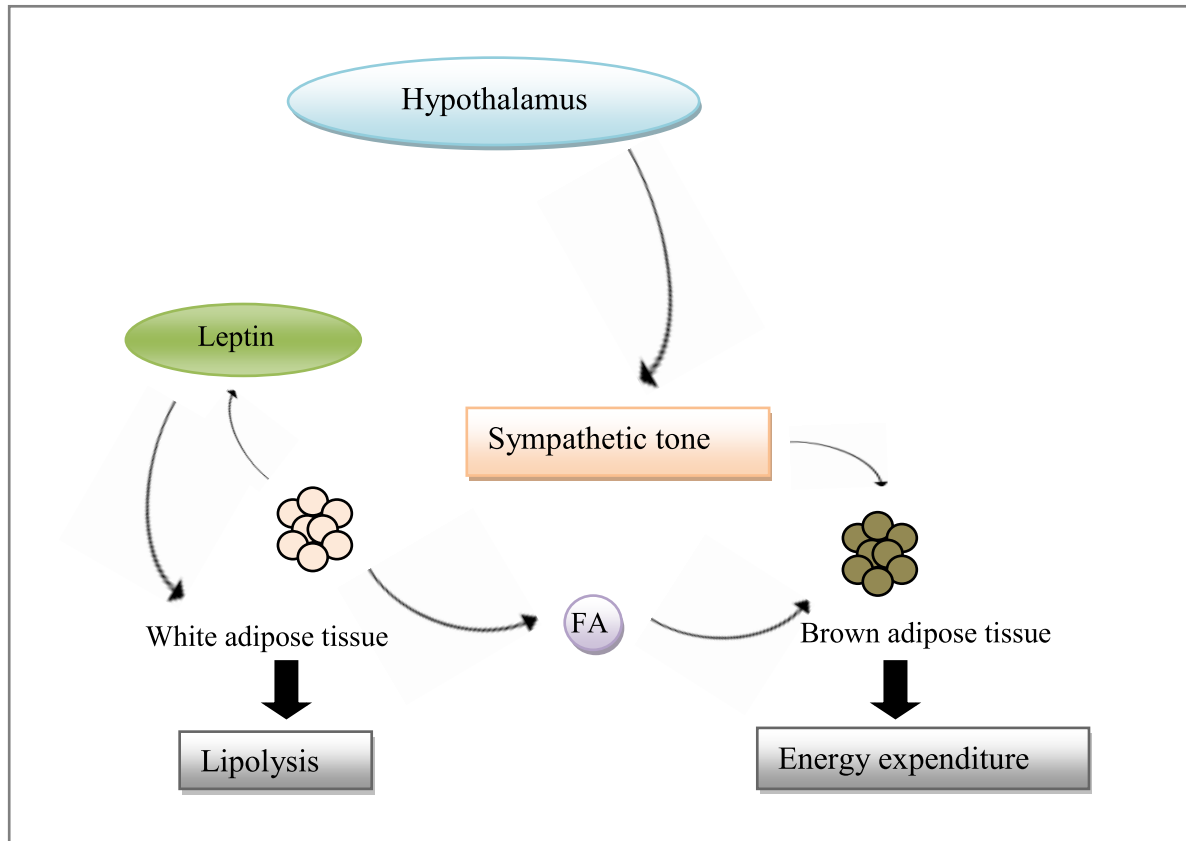 Hypothalamus
Leptin
Sympathetic tone
FA
White adipose tissue
Brown adipose tissue
Lipolysis
Energy expenditure